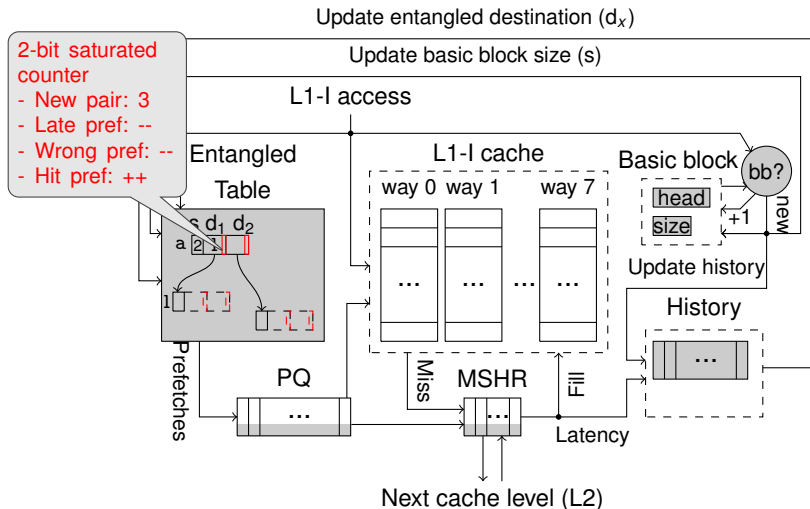 Update entangled destination (dx)
2-bit saturated
counter
- New pair: 3
- Late pref: --
- Wrong pref: --
- Hit pref: ++
Update basic block size (s)
L1-I access
Entangled
Table
s d1 d2
a 2 1
1
L1-I cache
way 0 way 1 way 7
... ... ... ...
Basic block
head
size
bb?
+1
new
Update history
History
...
Prefetches
PQ
...
Miss
MSHR
...
Fill
Latency
Next cache level (L2)